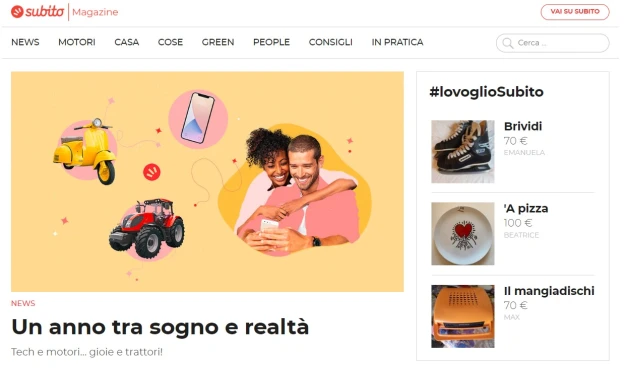 subito Magazine
VAI SU SUBITO
NEWS MOTORI CASA COSE GREEN PEOPLE CONSIGLI IN PRATICA
Cerca ...
NEWS
Un anno tra sogno e realtà
Tech e motori... gioie e trattori!
#lovoglioSubito
Brividi
70 €
EMANUELA
'A pizza
100 €
BEATRICE
Il mangiadischi
70 €
MAX